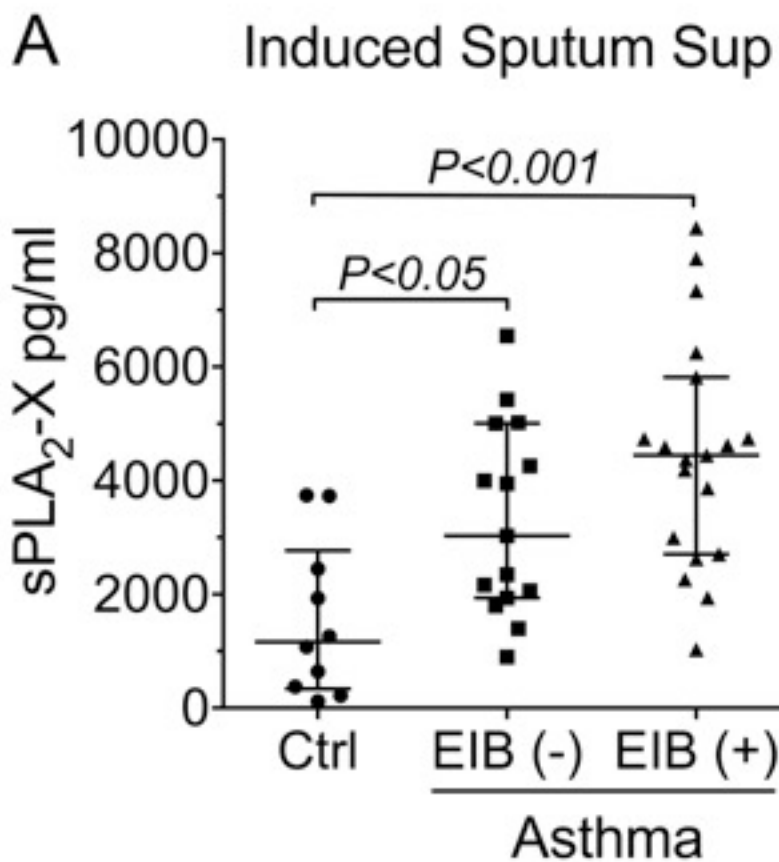 A Induced Sputum Sup
sPLA₂-X pg/ml
10000
8000
6000
4000
2000
0
P<0.001
P<0.05
Ctrl EIB (-) EIB (+)
Asthma